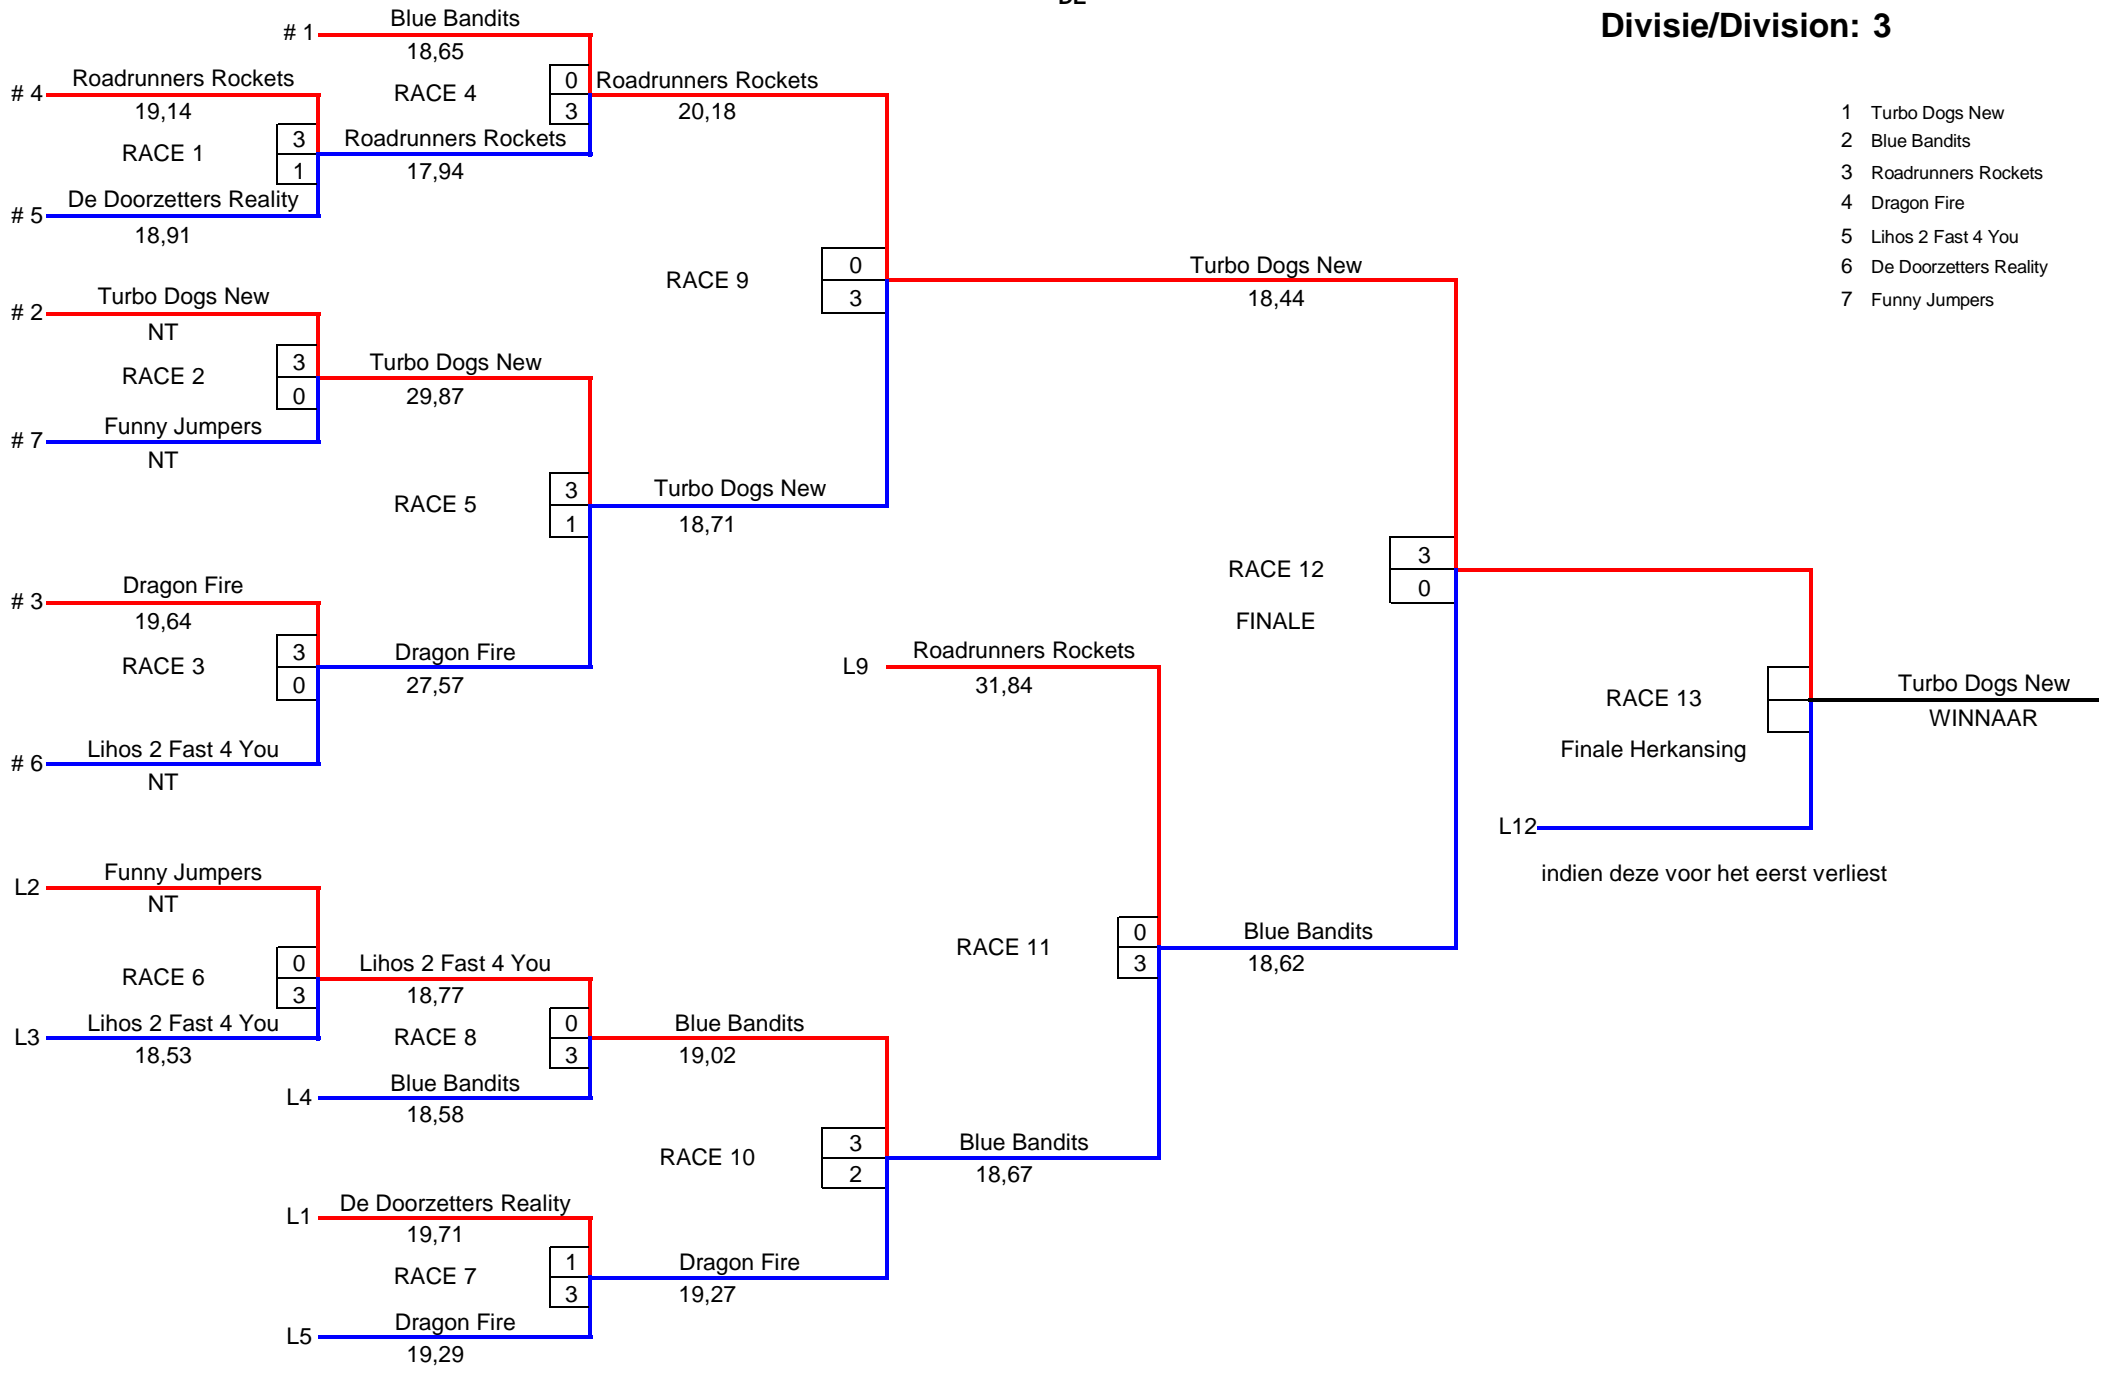 DE
Divisie/Division: 3
# 1
Blue Bandits
18,65
# 4
Roadrunners Rockets
19,14
RACE 4
0
3
Roadrunners Rockets
20,18
RACE 1
3
1
Roadrunners Rockets
17,94
# 5
De Doorzetters Reality
18,91
1 Turbo Dogs New
2 Blue Bandits
3 Roadrunners Rockets
4 Dragon Fire
5 Lihos 2 Fast 4 You
6 De Doorzetters Reality
7 Funny Jumpers
RACE 9
0
3
Turbo Dogs New
18,44
# 2
Turbo Dogs New
NT
RACE 2
3
0
Turbo Dogs New
29,87
# 7
Funny Jumpers
NT
RACE 5
3
1
Turbo Dogs New
18,71
# 3
Dragon Fire
19,64
RACE 3
3
0
Dragon Fire
27,57
# 6
Lihos 2 Fast 4 You
NT
RACE 12
3
0
FINALE
L9
Roadrunners Rockets
31,84
RACE 13
Finale Herkansing
Turbo Dogs New
WINNAAR
L12
indien deze voor het eerst verliest
L2
Funny Jumpers
NT
RACE 6
0
3
Lihos 2 Fast 4 You
18,77
L3
Lihos 2 Fast 4 You
18,53
RACE 8
0
3
Blue Bandits
19,02
L4
Blue Bandits
18,58
RACE 11
0
3
Blue Bandits
18,62
RACE 10
3
2
Blue Bandits
18,67
L1
De Doorzetters Reality
19,71
RACE 7
1
3
Dragon Fire
19,27
L5
Dragon Fire
19,29